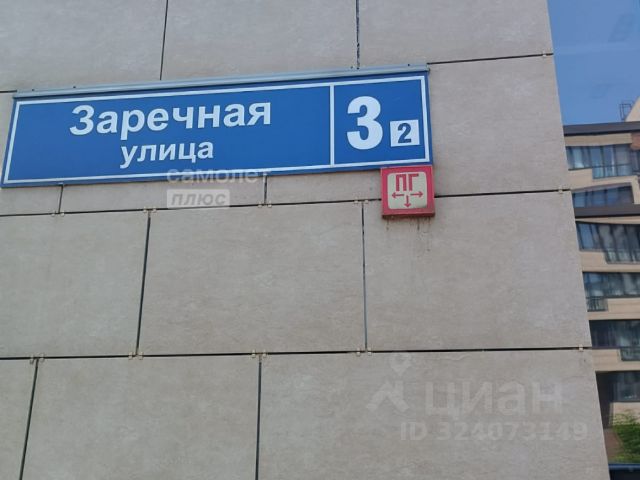 Заречная
улица
3 2
ПГ
самолет
плюс
циан
ID 324073149